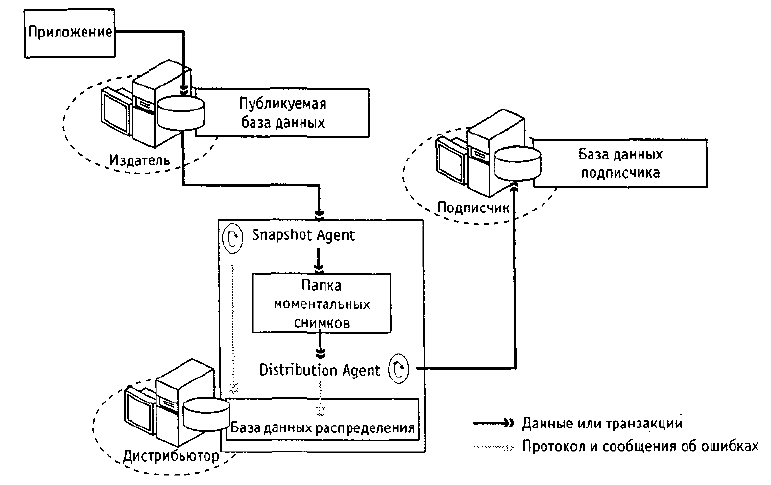 Приложение
Публикуемая
база данных
Издатель
База данных
подписчика
Подписчик
Snapshot Agent
Папка
моментальных
снимков
Distribution Agent
База данных распределения
Дистрибьютор
Данные или транзакции
Протокол и сообщения об ошибках